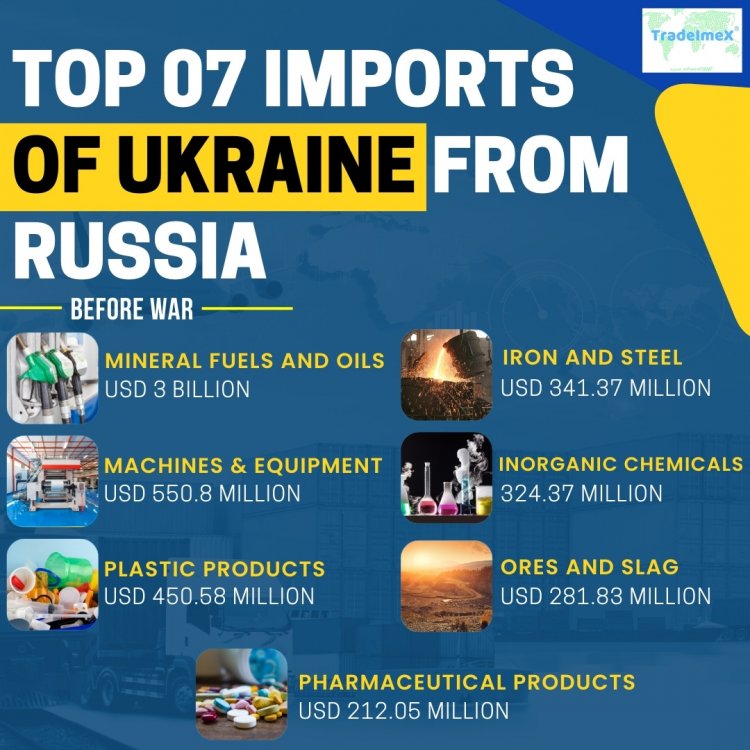 TradeImeX
TOP 07 IMPORTS
OF UKRAINE FROM
RUSSIA
BEFORE WAR
MINERAL FUELS AND OILS
USD 3 BILLION
IRON AND STEEL
USD 341.37 MILLION
MACHINES & EQUIPMENT
USD 550.8 MILLION
INORGANIC CHEMICALS
324.37 MILLION
PLASTIC PRODUCTS
USD 450.58 MILLION
ORES AND SLAG
USD 281.83 MILLION
PHARMACEUTICAL PRODUCTS
USD 212.05 MILLION